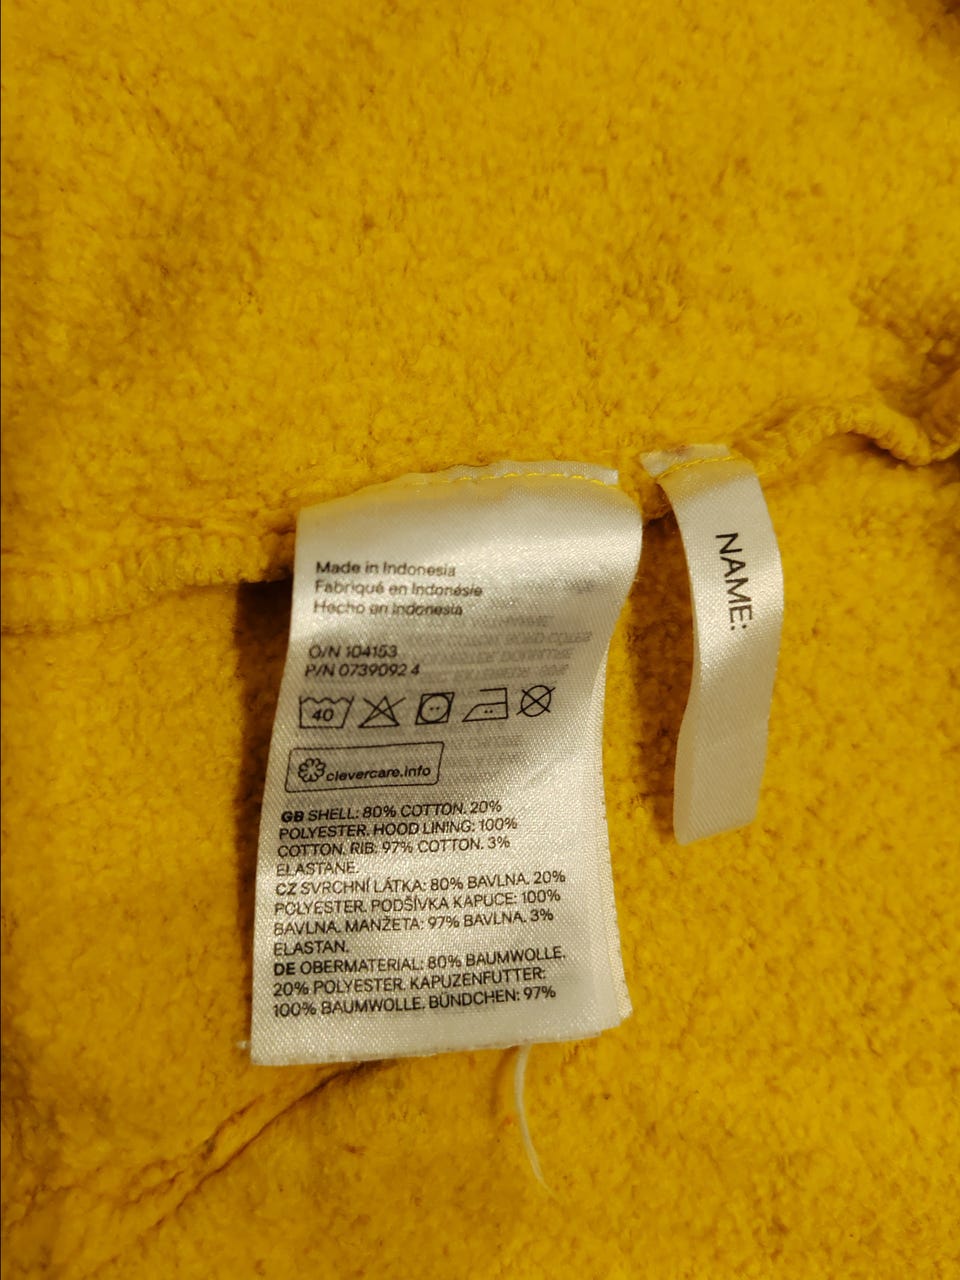 Made in Indonesia
Fabriqué en Indonésie
Hecho en Indonesia
O/N 104153
P/N 0739092 4
40
clevercare.info
GB SHELL: 80% COTTON. 20%
POLYESTER. HOOD LINING: 100%
COTTON. RIB: 97% COTTON. 3%
ELASTANE.
CZ SVRCHNÍ LÁTKA: 80% BAVLNA. 20%
POLYESTER. PODŠÍVKA KAPUCE: 100%
BAVLNA. MANŽETA: 97% BAVLNA. 3%
ELASTAN.
DE OBERMATERIAL: 80% BAUMWOLLE.
20% POLYESTER. KAPUZENFUTTER:
100% BAUMWOLLE. BÜNDCHEN: 97%
NAME: